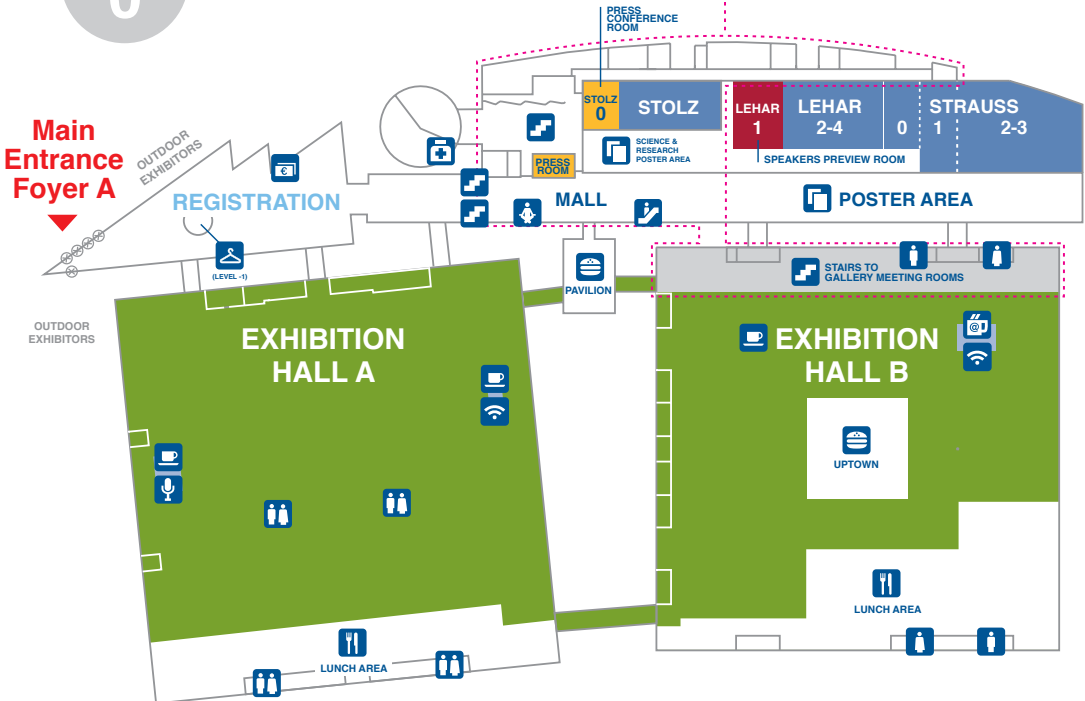 0
PRESS
CONFERENCE
ROOM
STOLZ
0
STOLZ
LEHAR
1
LEHAR
2-4
0
STRAUSS
1
2-3
Main
Entrance
Foyer A
OUTDOOR
EXHIBITORS
€
REGISTRATION
SCIENCE &
RESEARCH
POSTER AREA
PRESS
ROOM
SPEAKERS PREVIEW ROOM
MALL
POSTER AREA
(LEVEL -1)
PAVILION
STAIRS TO
GALLERY MEETING ROOMS
OUTDOOR
EXHIBITORS
EXHIBITION
HALL A
EXHIBITION
HALL B
@
UPTOWN
LUNCH AREA
LUNCH AREA